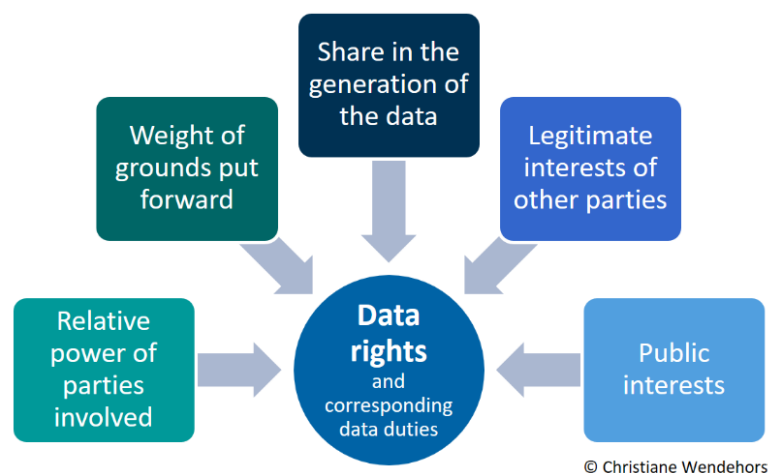 Share in the
generation of
the data
Weight of
grounds put
forward
Legitimate
interests of
other parties
Relative
power of
parties
involved
Data
rights
and
corresponding
data duties
Public
interests
© Christiane Wendehors